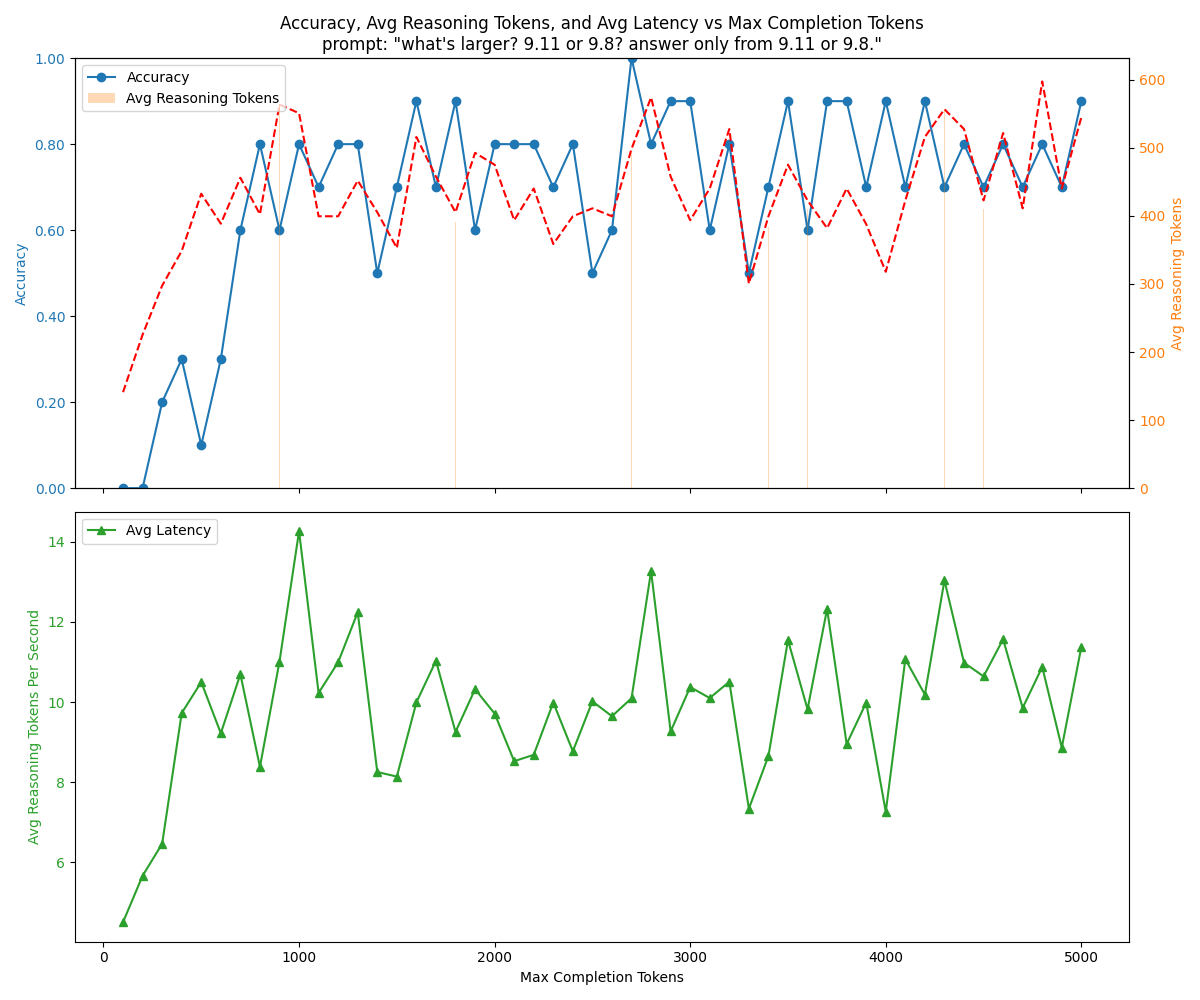 Accuracy, Avg Reasoning Tokens, and Avg Latency vs Max Completion Tokens
prompt: "what's larger? 9.11 or 9.8? answer only from 9.11 or 9.8."
Accuracy
Avg Reasoning Tokens
1.00
0.80
0.60
0.40
0.20
0.00
Accuracy
600
500
400
300
200
100
0
Avg Reasoning Tokens
Avg Latency
14
12
10
8
6
Avg Reasoning Tokens Per Second
0 1000 2000 3000 4000 5000
Max Completion Tokens